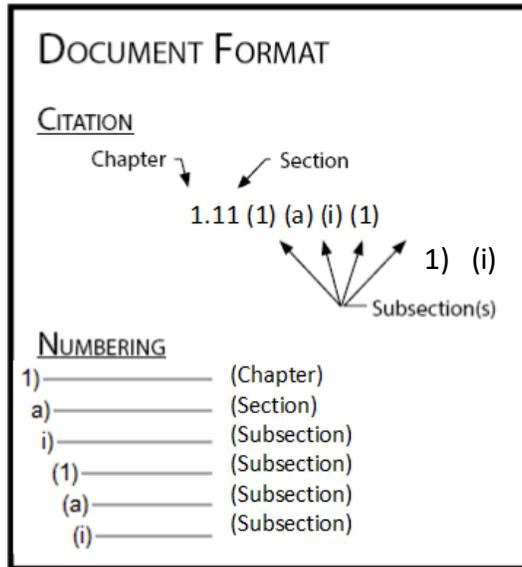 DOCUMENT FORMAT
CITATION
Chapter Section
1.11 (1) (a) (i) (1)
1) (i)
Subsection(s)
NUMBERING
1) (Chapter)
a) (Section)
i) (Subsection)
(1) (Subsection)
(a) (Subsection)
(i) (Subsection)